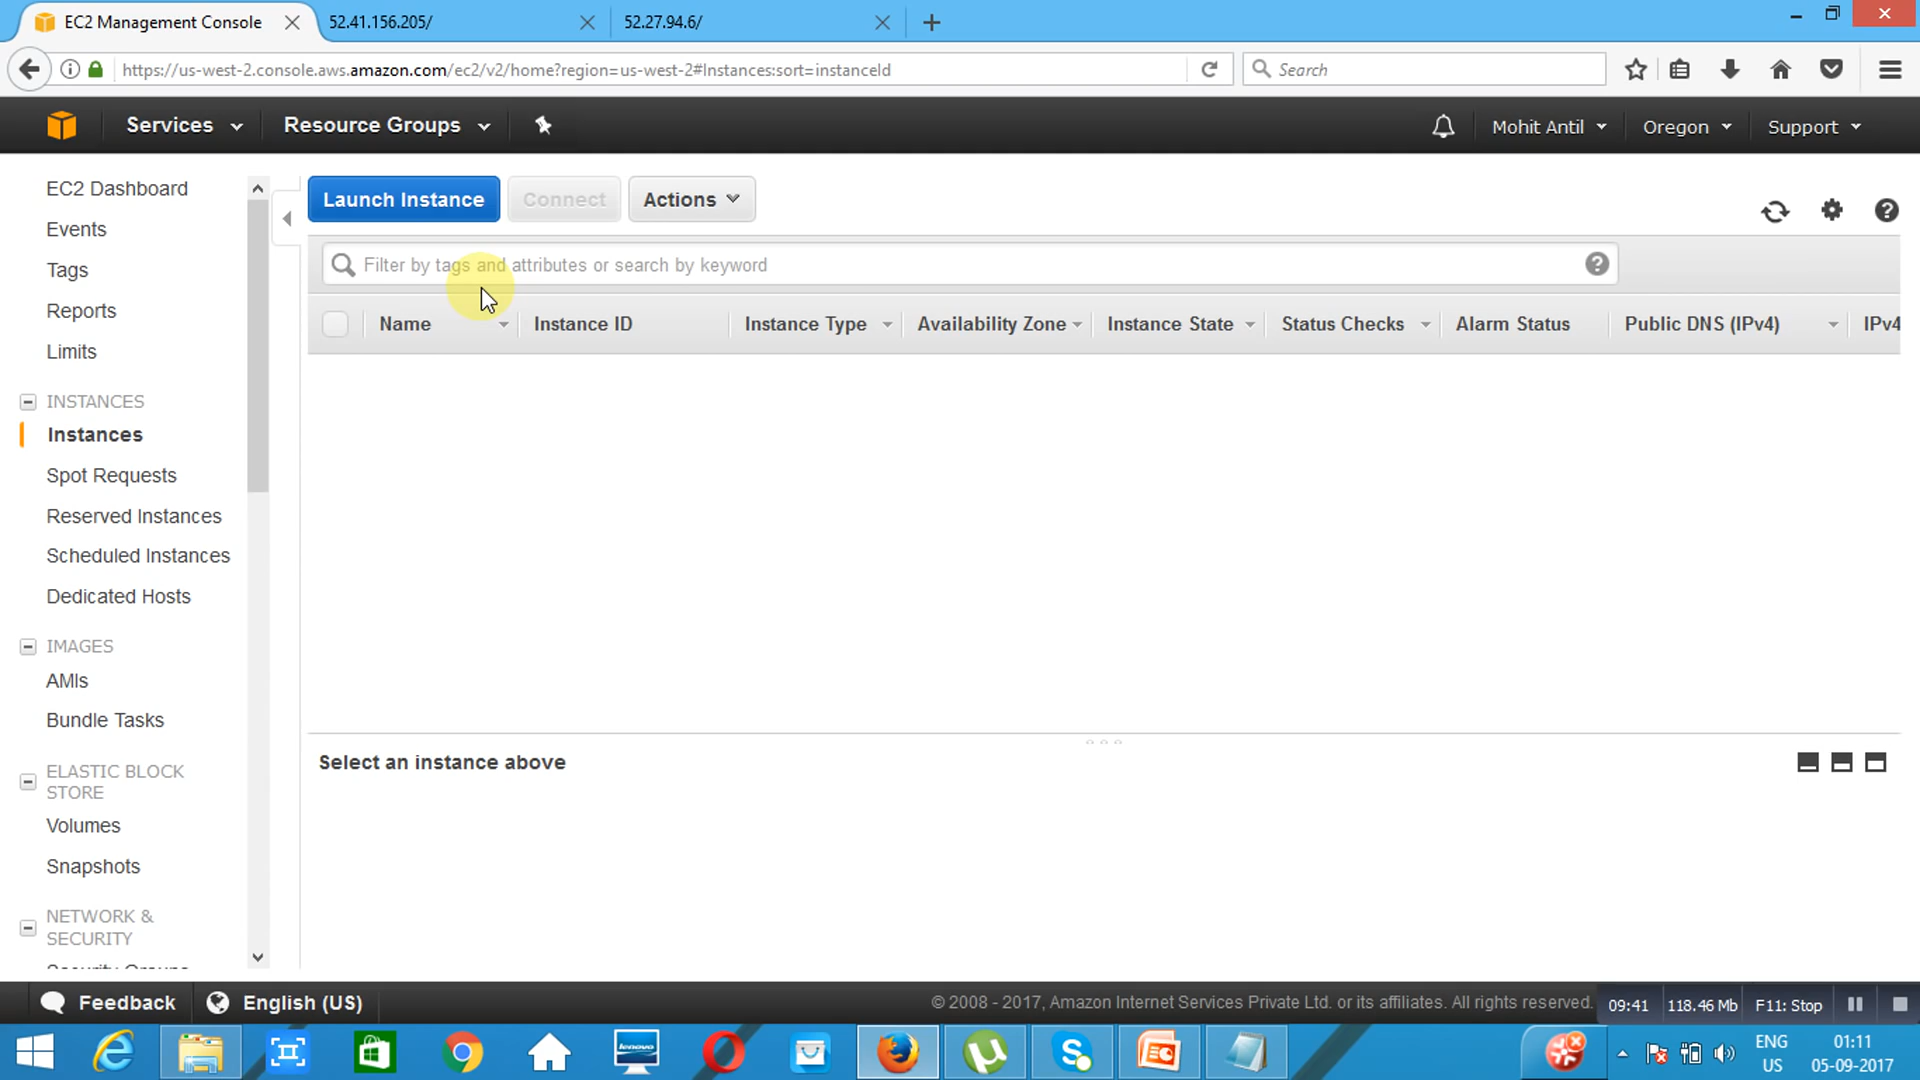 EC2 Management Console
52.41.156.205/
52.27.94.6/
https://us-west-2.console.aws.amazon.com/ec2/v2/home?region=us-west-2#Instances:sort=instanceId
Search
Services
Resource Groups
Mohit Antil
Oregon
Support
EC2 Dashboard
Events
Tags
Reports
Limits
INSTANCES
Instances
Spot Requests
Reserved Instances
Scheduled Instances
Dedicated Hosts
IMAGES
AMIs
Bundle Tasks
ELASTIC BLOCK
STORE
Volumes
Snapshots
NETWORK &
SECURITY
Security Groups
Launch Instance
Connect
Actions
Filter by tags and attributes or search by keyword
Name
Instance ID
Instance Type
Availability Zone
Instance State
Status Checks
Alarm Status
Public DNS (IPv4)
IPv4
Select an instance above
Feedback
English (US)
© 2008 - 2017, Amazon Internet Services Private Ltd. or its affiliates. All rights reserved.
09:41
118.46 Mb
F11: Stop
lenovo
ENG
US
01:11
05-09-2017